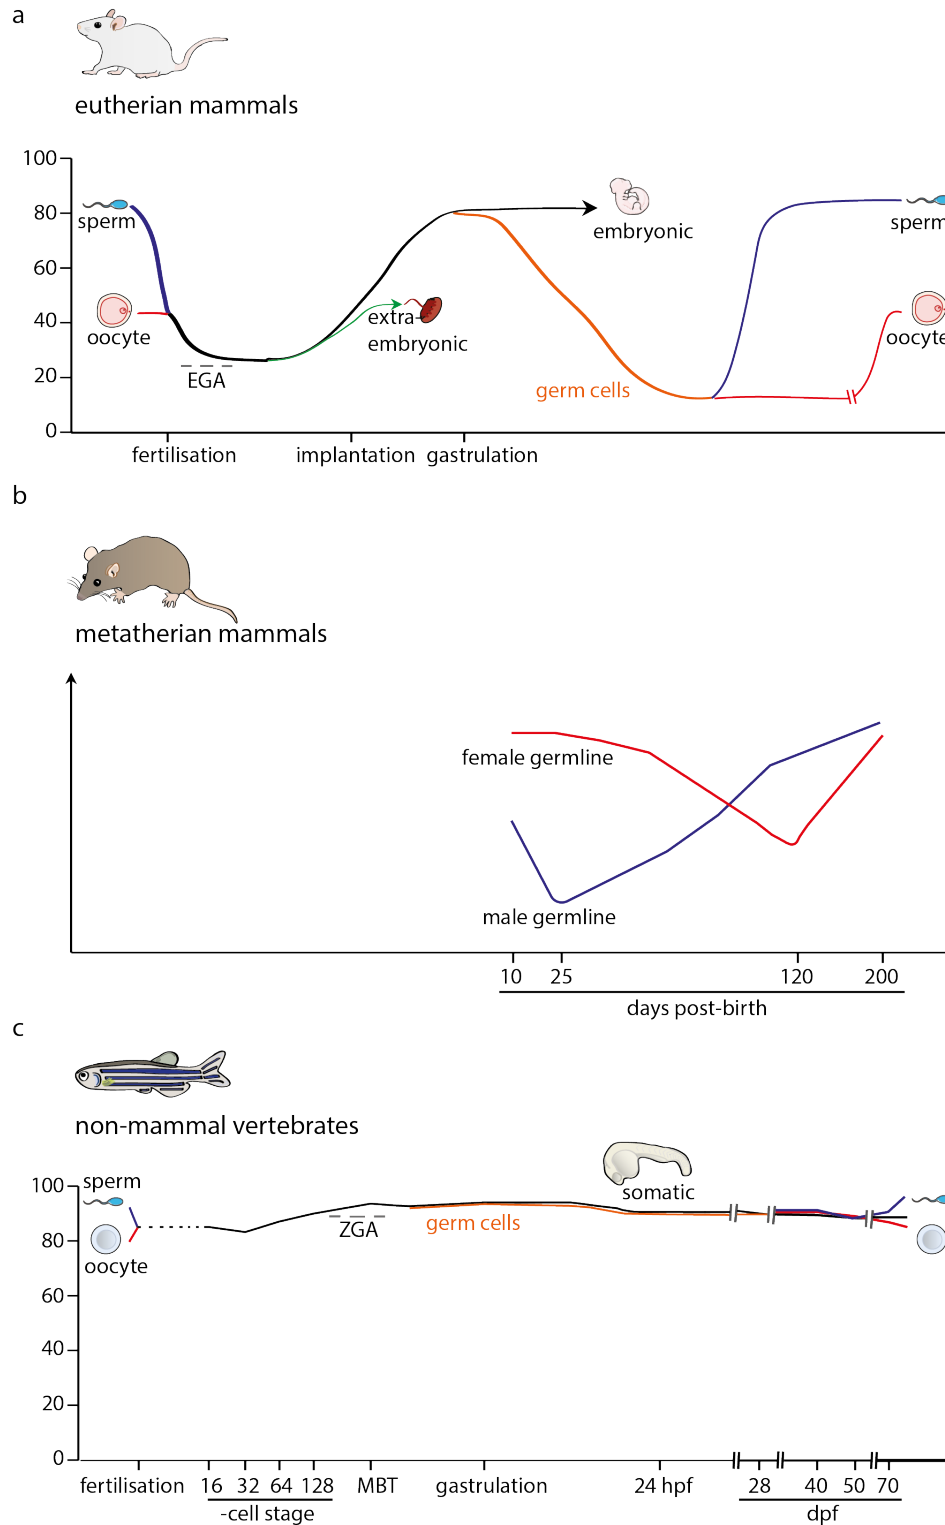 a
eutherian mammals
100
80
60
40
20
0
sperm
oocyte
EGA
extra-
embryonic
embryonic
germ cells
sperm
oocyte
fertilisation implantation gastrulation
b
metatherian mammals
female germline
male germline
10 25 120 200
days post-birth
c
non-mammal vertebrates
100
80
60
40
20
0
sperm
oocyte
ZGA
germ cells
somatic
fertilisation 16 32 64 128 MBT gastrulation 24 hpf 28 40 50 70
-cell stage
dpf